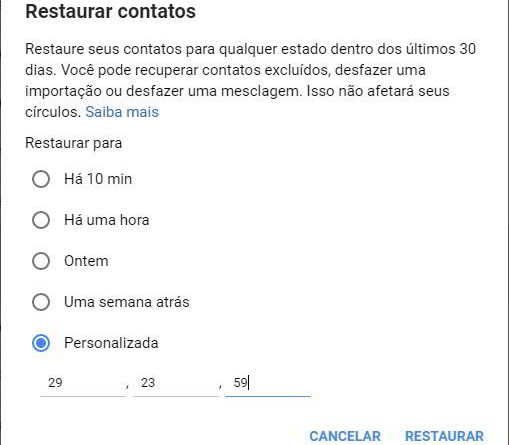 Restaurar contatos
Restaure seus contatos para qualquer estado dentro dos últimos 30
dias. Você pode recuperar contatos excluídos, desfazer uma
importação ou desfazer uma mesclagem. Isso não afetará seus
círculos. Saiba mais
Restaurar para
Há 10 min
Há uma hora
Ontem
Uma semana atrás
Personalizada
29 , 23 , 59
CANCELAR RESTAURAR